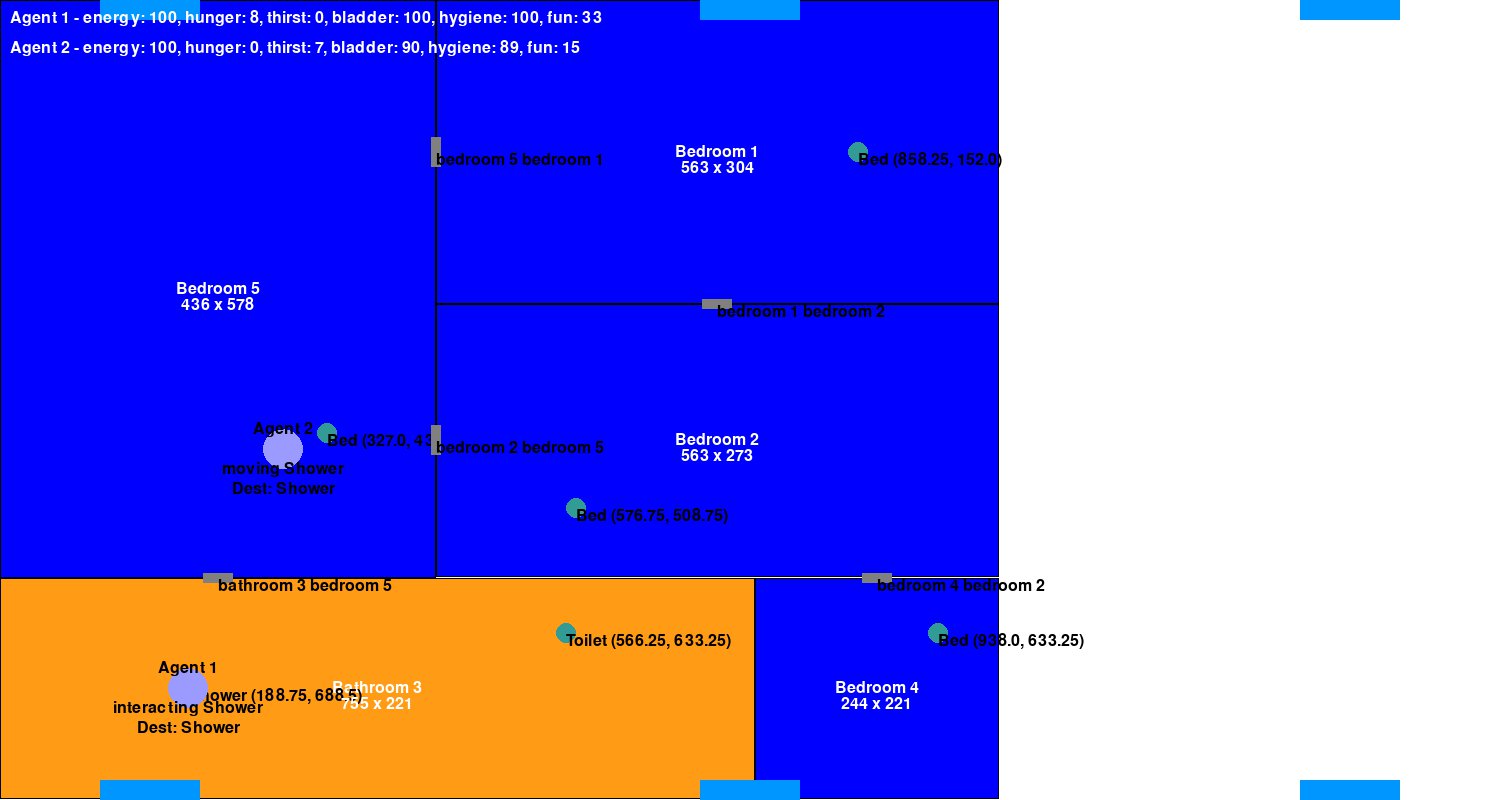 Agent 1 - energy: 100, hunger: 8, thirst: 0, bladder: 100, hygiene: 100, fun: 33
Agent 2 - energy: 100, hunger: 0, thirst: 7, bladder: 90, hygiene: 89, fun: 15
Bedroom 1
563 x 304
bedroom 5 bedroom 1
Bed (858.25, 152.0)
Bedroom 5
436 x 578
bedroom 1 bedroom 2
Agent 2
Bed (327.0,
moving Shower
Dest: Shower
bedroom 2 bedroom 5
Bedroom 2
563 x 273
Bed (576.75, 508.75)
bathroom 3 bedroom 5
bedroom 4 bedroom 2
Toilet (566.25, 633.25)
Bed (938.0, 633.25)
Agent 1
(188.75, 688.5)
Bathroom 3
755 x 221
interacting Shower
Dest: Shower
Bedroom 4
244 x 221